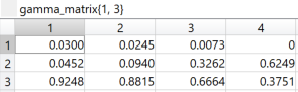 gamma_matrix{1, 3}
1 2 3 4
1 0.0300 0.0245 0.0073 0
2 0.0452 0.0940 0.3262 0.6249
3 0.9248 0.8815 0.6664 0.3751